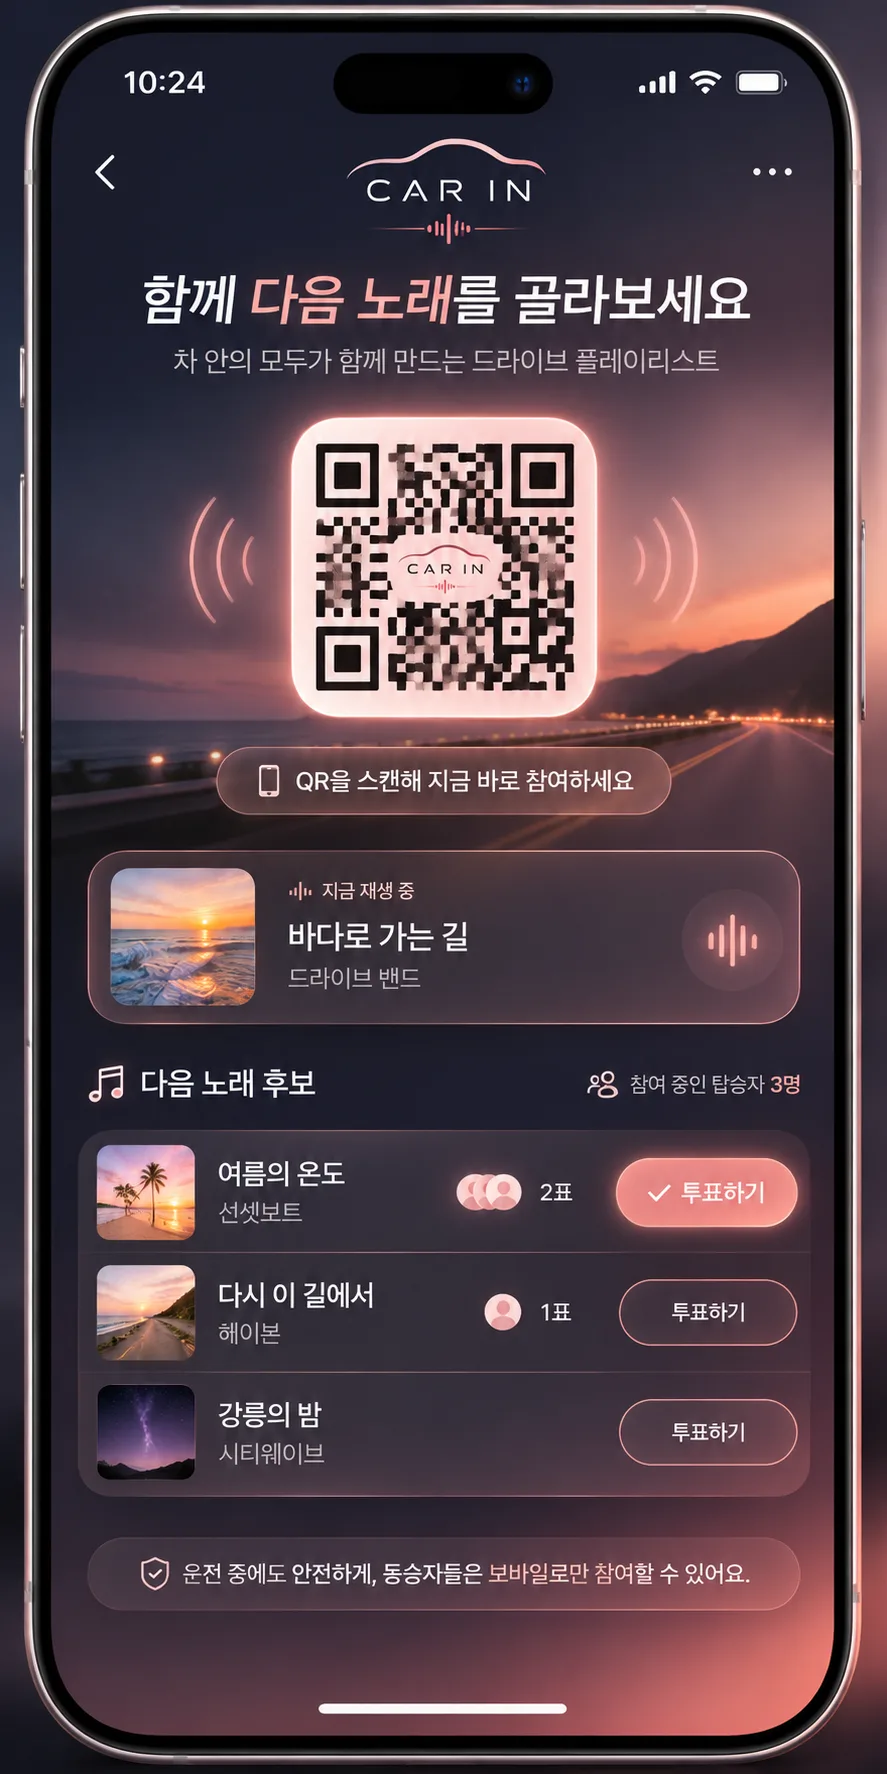 10:24
CAR IN
함께 다음 노래를 골라보세요
차 안의 모두가 함께 만드는 드라이브 플레이리스트
CAR IN
QR을 스캔해 지금 바로 참여하세요
지금 재생 중
바다로 가는 길
드라이브 밴드
다음 노래 후보
참여 중인 탑승자 3명
여름의 온도
선셋보트
2표
투표하기
다시 이 길에서
헤이본
1표
투표하기
강릉의 밤
시티웨이브
투표하기
운전 중에도 안전하게, 동승자들은 보바일로만 참여할 수 있어요.